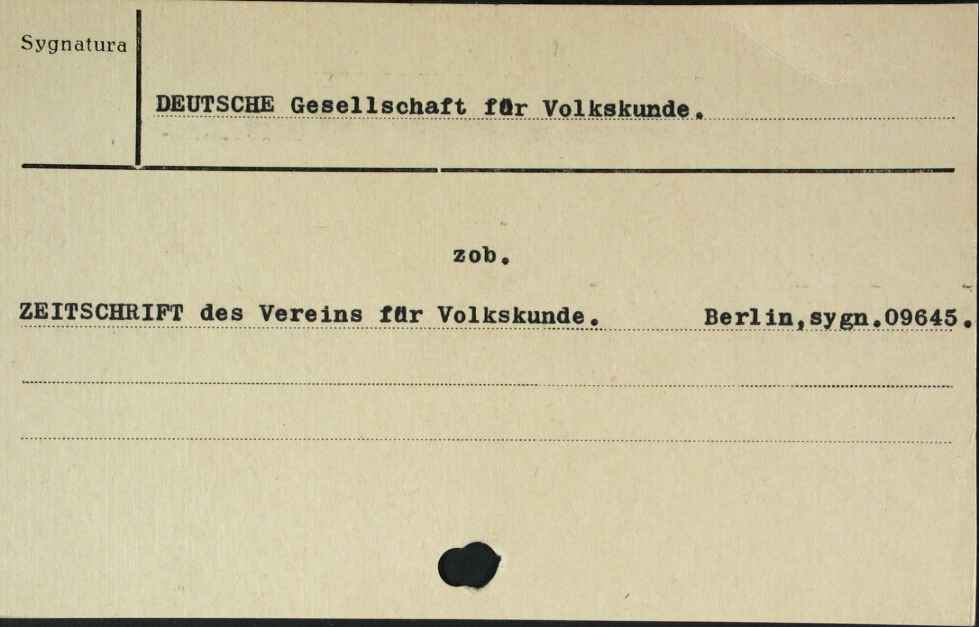 Sygnatura
DEUTSCHE Gesellschaft für Volkskunde.
zob.
ZEITSCHRIFT des Vereins für Volkskunde. Berlin,sygn.09645.